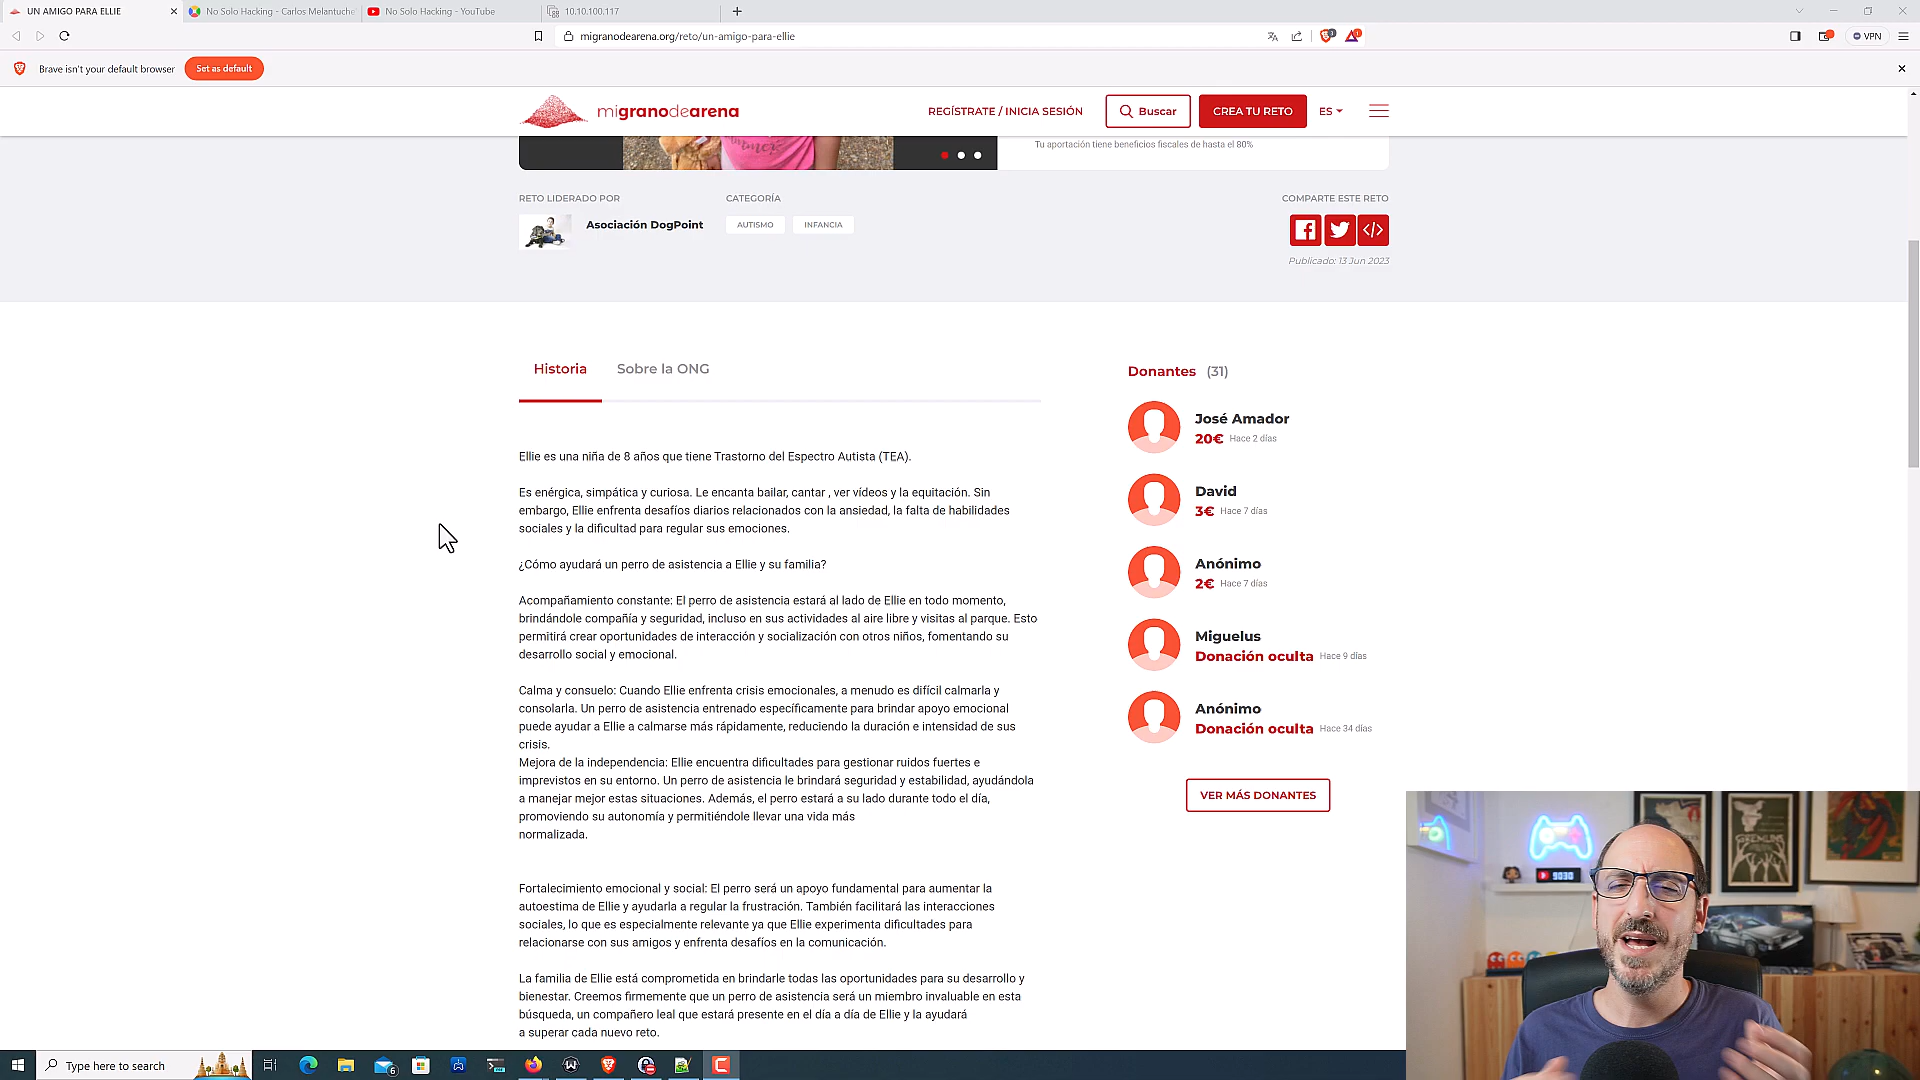 UN AMIGO PARA ELLIE
No Solo Hacking - Carlos Melantuche
No Solo Hacking - YouTube
10.10.100.117
migranodearena.org/reto/un-amigo-para-ellie
VPN
Brave isn't your default browser
Set as default
migranodearena
REGÍSTRATE / INICIA SESIÓN
Buscar
CREA TU RETO
ES
Tu aportación tiene beneficios fiscales de hasta el 80%
RETO LIDERADO POR
CATEGORÍA
COMPARTE ESTE RETO
Asociación DogPoint
AUTISMO
INFANCIA
Publicado: 13 Jun 2023
Historia
Sobre la ONG
Ellie es una niña de 8 años que tiene Trastorno del Espectro Autista (TEA).
Es enérgica, simpática y curiosa. Le encanta bailar, cantar , ver vídeos y la equitación. Sin
embargo, Ellie enfrenta desafíos diarios relacionados con la ansiedad, la falta de habilidades
sociales y la dificultad para regular sus emociones.
¿Cómo ayudará un perro de asistencia a Ellie y su familia?
Acompañamiento constante: El perro de asistencia estará al lado de Ellie en todo momento,
brindándole compañía y seguridad, incluso en sus actividades al aire libre y visitas al parque. Esto
permitirá crear oportunidades de interacción y socialización con otros niños, fomentando su
desarrollo social y emocional.
Calma y consuelo: Cuando Ellie enfrenta crisis emocionales, a menudo es difícil calmarla y
consolarla. Un perro de asistencia entrenado específicamente para brindar apoyo emocional
puede ayudar a Ellie a calmarse más rápidamente, reduciendo la duración e intensidad de sus
crisis.
Mejora de la independencia: Ellie encuentra dificultades para gestionar ruidos fuertes e
imprevistos en su entorno. Un perro de asistencia le brindará seguridad y estabilidad, ayudándola
a manejar mejor estas situaciones. Además, el perro estará a su lado durante todo el día,
promoviendo su autonomía y permitiéndole llevar una vida más
normalizada.
Fortalecimiento emocional y social: El perro será un apoyo fundamental para aumentar la
autoestima de Ellie y ayudarla a regular la frustración. También facilitará las interacciones
sociales, lo que es especialmente relevante ya que Ellie experimenta dificultades para
relacionarse con sus amigos y enfrenta desafíos en la comunicación.
La familia de Ellie está comprometida en brindarle todas las oportunidades para su desarrollo y
bienestar. Creemos firmemente que un perro de asistencia será un miembro invaluable en esta
búsqueda, un compañero leal que estará presente en el día a día de Ellie y la ayudará
a superar cada nuevo reto.
Donantes (31)
José Amador
20€ Hace 2 días
David
3€ Hace 7 días
Anónimo
2€ Hace 7 días
Miguelus
Donación oculta Hace 9 días
Anónimo
Donación oculta Hace 34 días
VER MÁS DONANTES
GREMLINS
9030
Type here to search
6